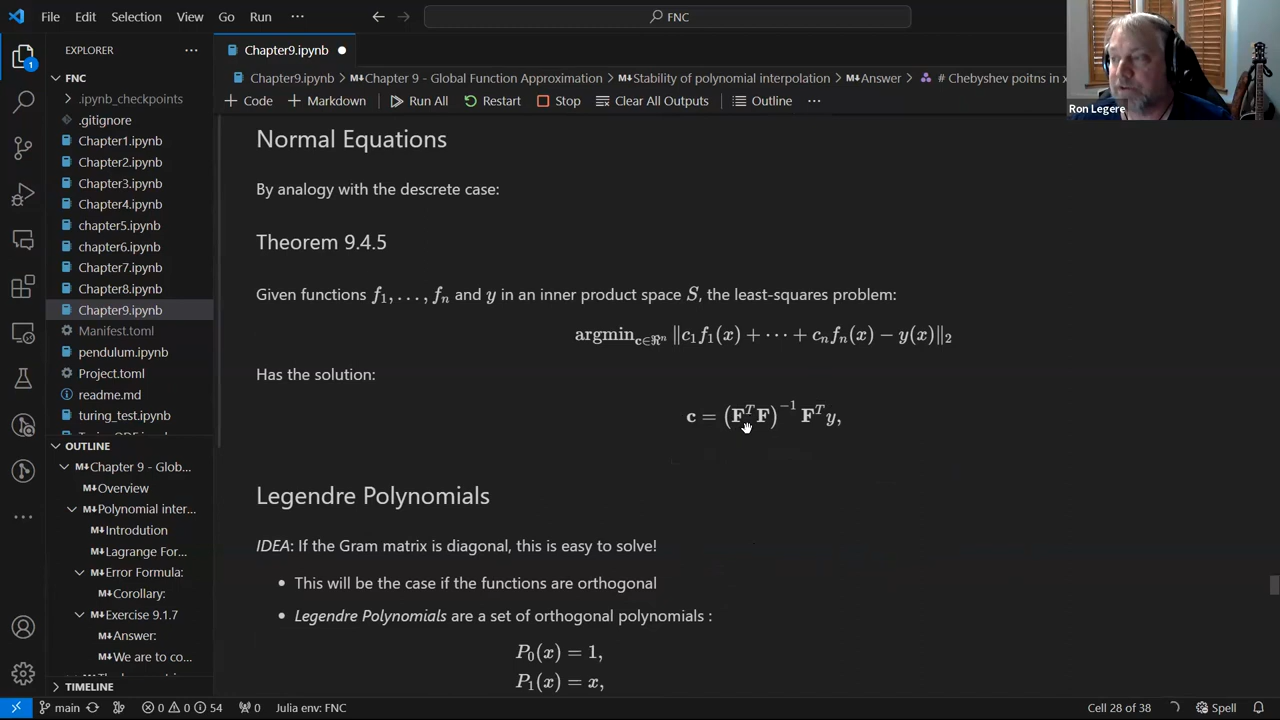 File Edit Selection View Go Run ··· FNC
EXPLORER ···
FNC
.ipynb_checkpoints
.gitignore
Chapter1.ipynb
Chapter2.ipynb
Chapter3.ipynb
Chapter4.ipynb
chapter5.ipynb
chapter6.ipynb
Chapter7.ipynb
Chapter8.ipynb
Chapter9.ipynb
Manifest.toml
pendulum.ipynb
Project.toml
readme.md
turing_test.ipynb
OUTLINE
Chapter 9 - Glob...
Overview
Polynomial inter...
Introdution
Lagrange For...
Error Formula:
Corollary:
Exercise 9.1.7
Answer:
We are to co...
TIMELINE
Chapter9.ipynb
Chapter9.ipynb > Chapter 9 - Global Function Approximation > Stability of polynomial interpolation > Answer > # Chebyshev poitns in x
+ Code + Markdown Run All Restart Stop Clear All Outputs Outline ···
Ron Legere
Normal Equations
By analogy with the descrete case:
Theorem 9.4.5
Given functions f₁, . . . , fₙ and y in an inner product space S, the least-squares problem:
argmin_{c∈ℜⁿ} ‖c₁f₁(x) + ··· + cₙfₙ(x) − y(x)‖₂
Has the solution:
c = (FᵀF)⁻¹ Fᵀy,
Legendre Polynomials
IDEA: If the Gram matrix is diagonal, this is easy to solve!
• This will be the case if the functions are orthogonal
• Legendre Polynomials are a set of orthogonal polynomials :
P₀(x) = 1,
P₁(x) = x,
main 0 0 54 0 Julia env: FNC Cell 28 of 38 Spell
1